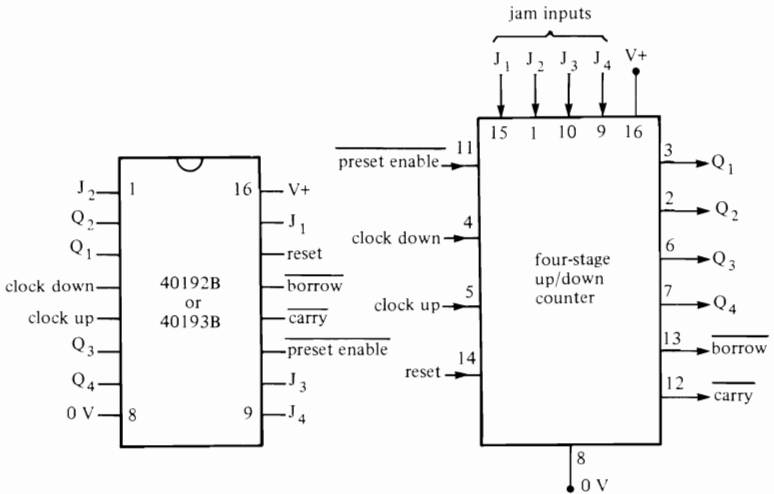 jam inputs
J1 J2 J3 J4 V+
15 1 10 9 16
11
preset enable
4
clock down
5
clock up
14
reset
four-stage
up/down
counter
3
Q1
2
Q2
6
Q3
7
Q4
13
borrow
12
carry
8
0 V
J2 1 16 V+
Q2 J1
Q1 reset
clock down borrow
clock up carry
Q3 preset enable
Q4 J3
0 V 8 9 J4
40192B
or
40193B